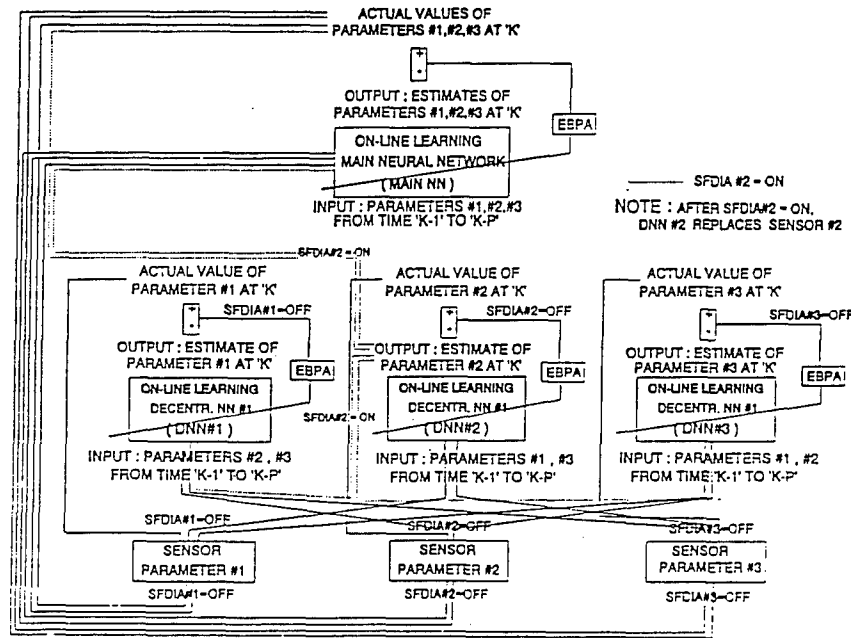 ACTUAL VALUES OF
PARAMETERS #1,#2,#3 AT 'K'
+
-
OUTPUT : ESTIMATES OF
PARAMETERS #1,#2,#3 AT 'K'
EBPA
ON-LINE LEARNING
MAIN NEURAL NETWORK
( MAIN NN )
INPUT : PARAMETERS #1,#2,#3
FROM TIME 'K-1' TO 'K-P'
SFDIA #2 = ON
NOTE : AFTER SFDIA#2 = ON,
DNN #2 REPLACES SENSOR #2
SFDIA#2 = ON
ACTUAL VALUE OF
PARAMETER #1 AT 'K'
SFDIA#1=OFF
+
-
OUTPUT : ESTIMATE OF
PARAMETER #1 AT 'K'
EBPA
ON-LINE LEARNING
DECENTR. NN #1
( DNN#1 )
INPUT : PARAMETERS #2 , #3
FROM TIME 'K-1' TO 'K-P'
ACTUAL VALUE OF
PARAMETER #2 AT 'K'
SFDIA#2=OFF
+
-
OUTPUT : ESTIMATE OF
PARAMETER #2 AT 'K'
EBPA
SFDIA#2= ON
ON-LINE LEARNING
DECENTR. NN #1
( DNN#2 )
INPUT : PARAMETERS #1 , #3
FROM TIME 'K-1' TO 'K-P'
ACTUAL VALUE OF
PARAMETER #3 AT 'K'
SFDIA#3=OFF
+
-
OUTPUT : ESTIMATE OF
PARAMETER #3 AT 'K'
EBPA
ON-LINE LEARNING
DECENTR. NN #1
( DNN#3 )
INPUT : PARAMETERS #1 , #2
FROM TIME 'K-1' TO 'K-P'
SFDIA#1=OFF
SFDIA#2=OFF
SFDIA#3=OFF
SENSOR
PARAMETER #1
SENSOR
PARAMETER #2
SENSOR
PARAMETER #3
SFDIA#1=OFF
SFDIA#2=OFF
SFDIA#3=OFF